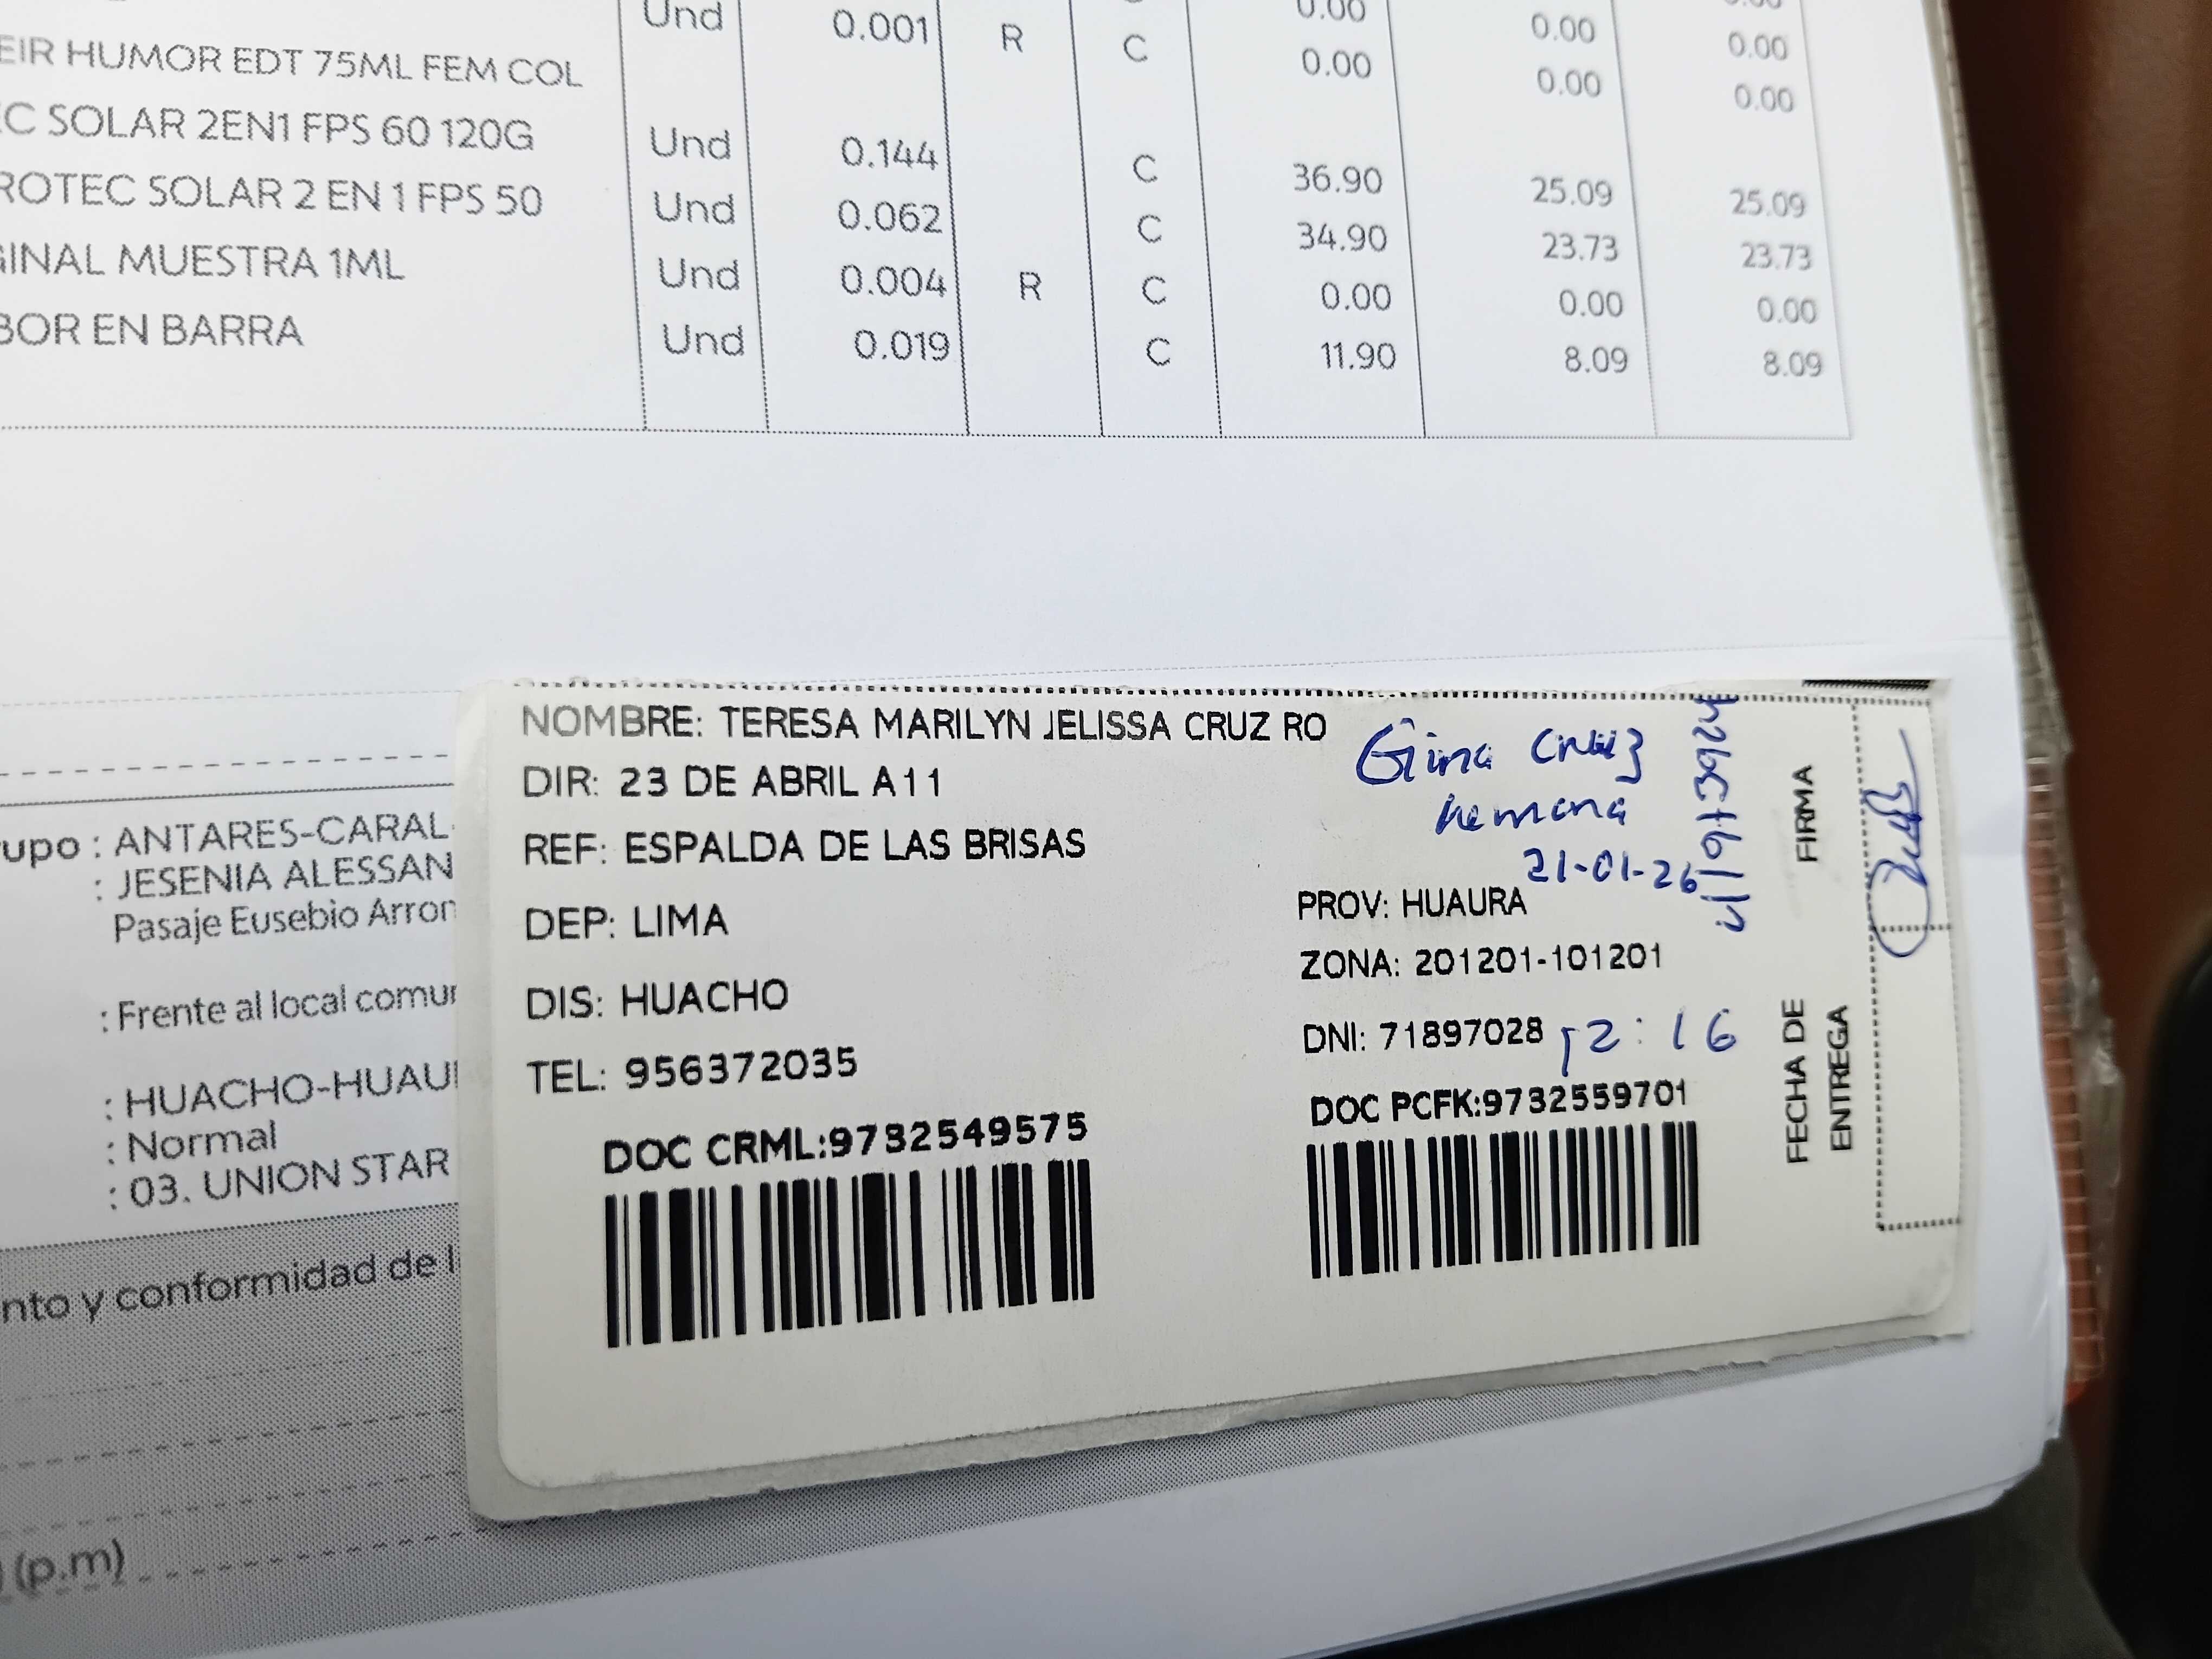 Und 0.001 R C 0.00 0.00 0.00
EIR HUMOR EDT 75ML FEM COL 0.00 0.00 0.00
EC SOLAR 2EN1 FPS 60 120G Und 0.144 C 36.90 25.09 25.09
ROTEC SOLAR 2 EN 1 FPS 50 Und 0.062 C 34.90 23.73 23.73
GINAL MUESTRA 1ML Und 0.004 R C 0.00 0.00 0.00
BOR EN BARRA Und 0.019 C 11.90 8.09 8.09
upo : ANTARES-CARAL
: JESENIA ALESSAN
Pasaje Eusebio Arron
: Frente al local comun
: HUACHO-HUAU
: Normal
: 03. UNION STAR
nto y conformidad de l
(p.m)
NOMBRE: TERESA MARILYN JELISSA CRUZ RO
Gina Cruz
DIR: 23 DE ABRIL A11
hermana
REF: ESPALDA DE LAS BRISAS
21-01-26
DEP: LIMA PROV: HUAURA
DIS: HUACHO ZONA: 201201-101201
TEL: 956372035 DNI: 71897028 12:16
DOC CRML:9732549575 DOC PCFK:9732559701
FIRMA
FECHA DE
ENTREGA